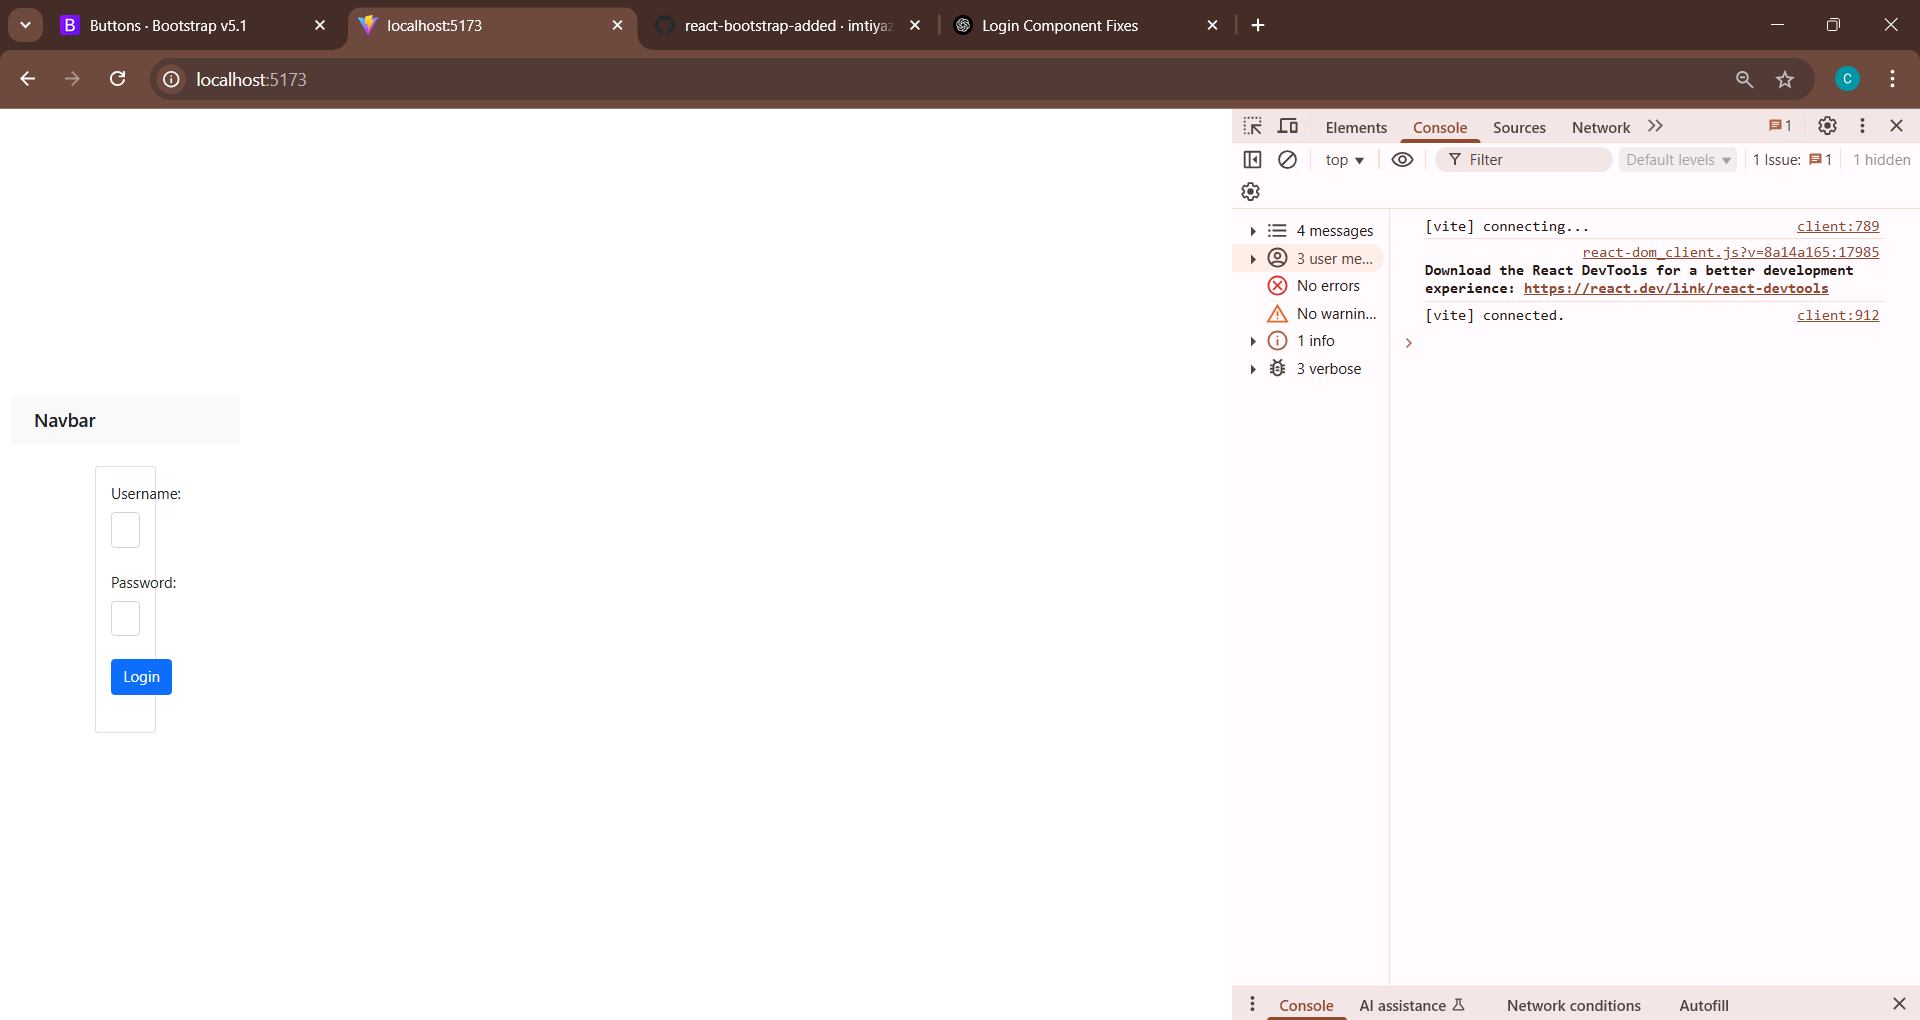 Buttons · Bootstrap v5.1
localhost:5173
react-bootstrap-added · imtiyaz
Login Component Fixes
localhost:5173
C
Elements
Console
Sources
Network
1
top
Filter
Default levels
1 Issue:
1
1 hidden
4 messages
3 user me...
No errors
No warnin...
1 info
3 verbose
[vite] connecting...
client:789
react-dom_client.js?v=8a14a165:17985
Download the React DevTools for a better development
experience: https://react.dev/link/react-devtools
[vite] connected.
client:912
Navbar
Username:
Password:
Login
Console
AI assistance
Network conditions
Autofill